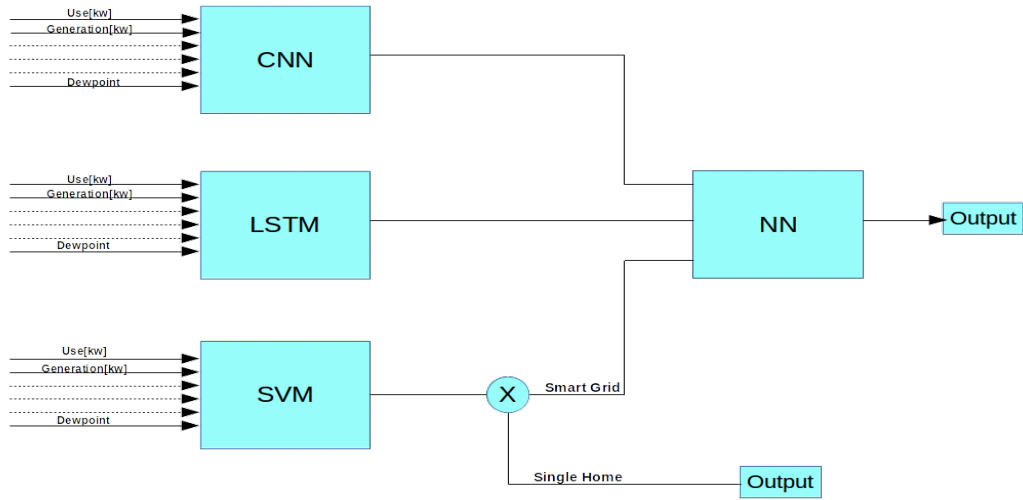 Use[kw]
Generation[kw]
Dewpoint
CNN
Use[kw]
Generation[kw]
Dewpoint
LSTM
NN
Output
Use[kw]
Generation[kw]
Dewpoint
SVM
X
Smart Grid
Single Home
Output